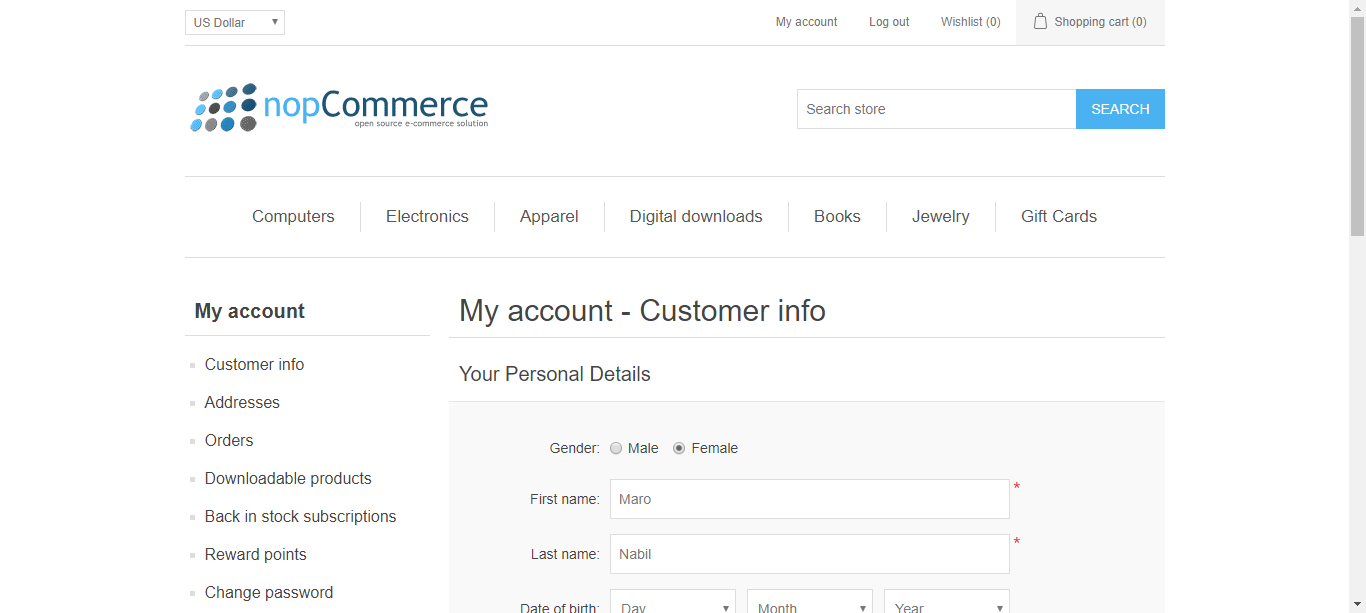 US Dollar My account Log out Wishlist (0) Shopping cart (0)
nopCommerce
open source e-commerce solution
Search store SEARCH
Computers Electronics Apparel Digital downloads Books Jewelry Gift Cards
My account
Customer info
Addresses
Orders
Downloadable products
Back in stock subscriptions
Reward points
Change password
My account - Customer info
Your Personal Details
Gender: Male Female
First name: Maro *
Last name: Nabil *
Date of birth: Day Month Year